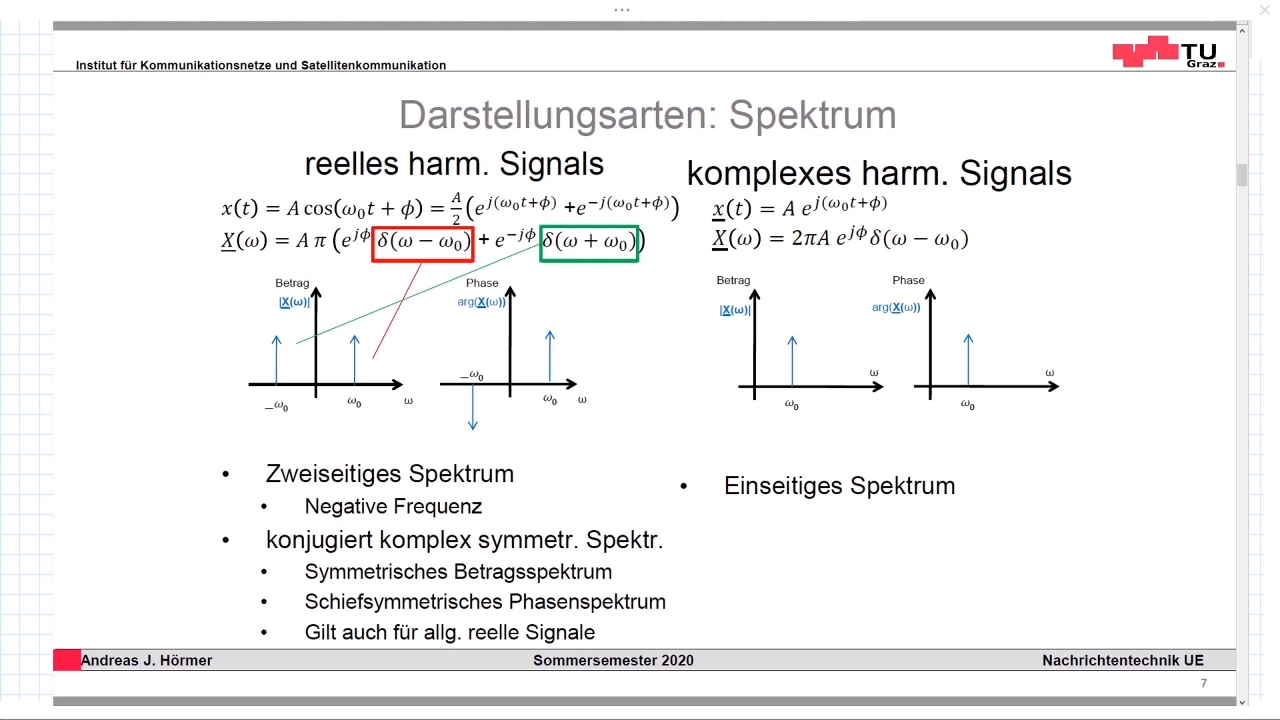 Institut für Kommunikationsnetze und Satellitenkommunikation
TU
Graz
Darstellungsarten: Spektrum
reelles harm. Signals
x(t) = A cos(ω₀t + ϕ) = A/2 (e^{j(ω₀t+ϕ)} +e^{−j(ω₀t+ϕ)})
X(ω) = A π (e^{jϕ} δ(ω − ω₀) + e^{−jϕ} δ(ω + ω₀))
Betrag
|X(ω)|
−ω₀
ω₀
ω
Phase
arg(X(ω))
−ω₀
ω₀
ω
• Zweiseitiges Spektrum
• Negative Frequenz
• konjugiert komplex symmetr. Spektr.
• Symmetrisches Betragsspektrum
• Schiefsymmetrisches Phasenspektrum
• Gilt auch für allg. reelle Signale
komplexes harm. Signals
x(t) = A e^{j(ω₀t+ϕ)}
X(ω) = 2πA e^{jϕ}δ(ω − ω₀)
Betrag
|X(ω)|
ω
ω₀
Phase
arg(X(ω))
ω
ω₀
• Einseitiges Spektrum
Andreas J. Hörmer
Sommersemester 2020
Nachrichtentechnik UE
7